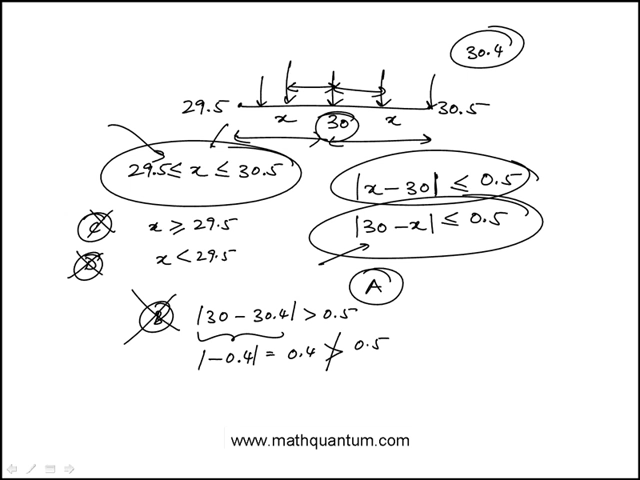 30.4
29.5 x 30 x 30.5
29.5 ≤ x ≤ 30.5
|x - 30| ≤ 0.5
|30 - x| ≤ 0.5
C x ≥ 29.5
D x < 29.5
A
B |30 - 30.4| > 0.5
|-0.4| = 0.4 ≯ 0.5
www.mathquantum.com